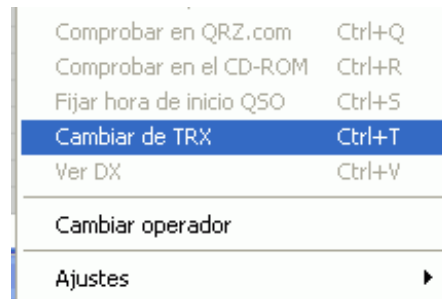 Comprobar en QRZ.com Ctrl+Q
Comprobar en el CD-ROM Ctrl+R
Fijar hora de inicio QSO Ctrl+S
Cambiar de TRX Ctrl+T
Ver DX Ctrl+V
Cambiar operador
Ajustes